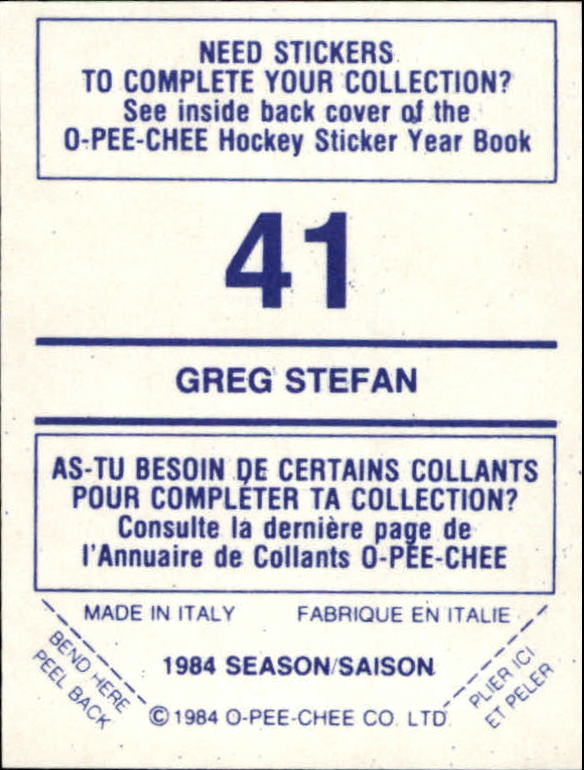 NEED STICKERS
TO COMPLETE YOUR COLLECTION?
See inside back cover of the
O-PEE-CHEE Hockey Sticker Year Book
41
GREG STEFAN
AS-TU BESOIN DE CERTAINS COLLANTS
POUR COMPLÉTER TA COLLECTION?
Consulte la dernière page de
l'Annuaire de Collants O-PEE-CHEE
MADE IN ITALY FABRIQUE EN ITALIE
BEND HERE
PEEL BACK
1984 SEASON/SAISON
PLIER ICI
ET PELER
© 1984 O-PEE-CHEE CO. LTD.